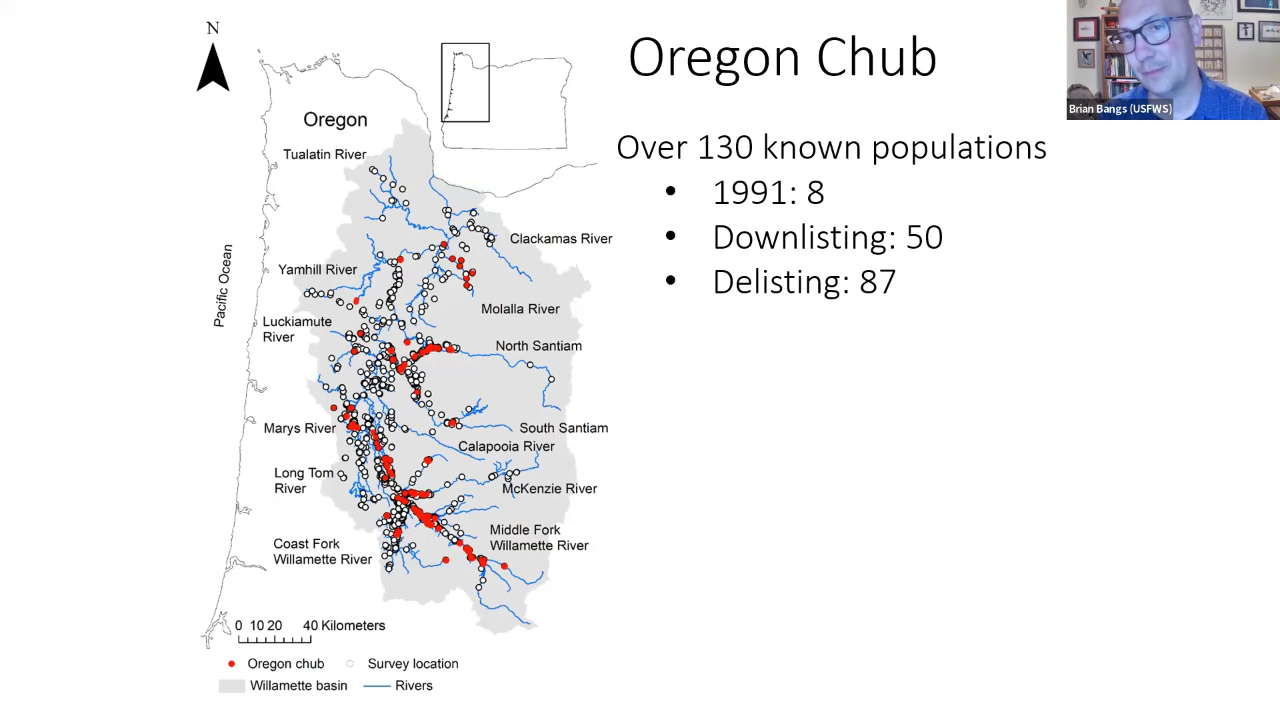 Oregon Chub
Brian Bangs (USFWS)
Over 130 known populations
• 1991: 8
• Downlisting: 50
• Delisting: 87
N
Oregon
Tualatin River
Clackamas River
Pacific Ocean
Yamhill River
Molalla River
Luckiamute
River
North Santiam
Marys River
South Santiam
Calapooia River
Long Tom
River
McKenzie River
Middle Fork
Willamette River
Coast Fork
Willamette River
0 10 20 40 Kilometers
Oregon chub
Survey location
Willamette basin
Rivers